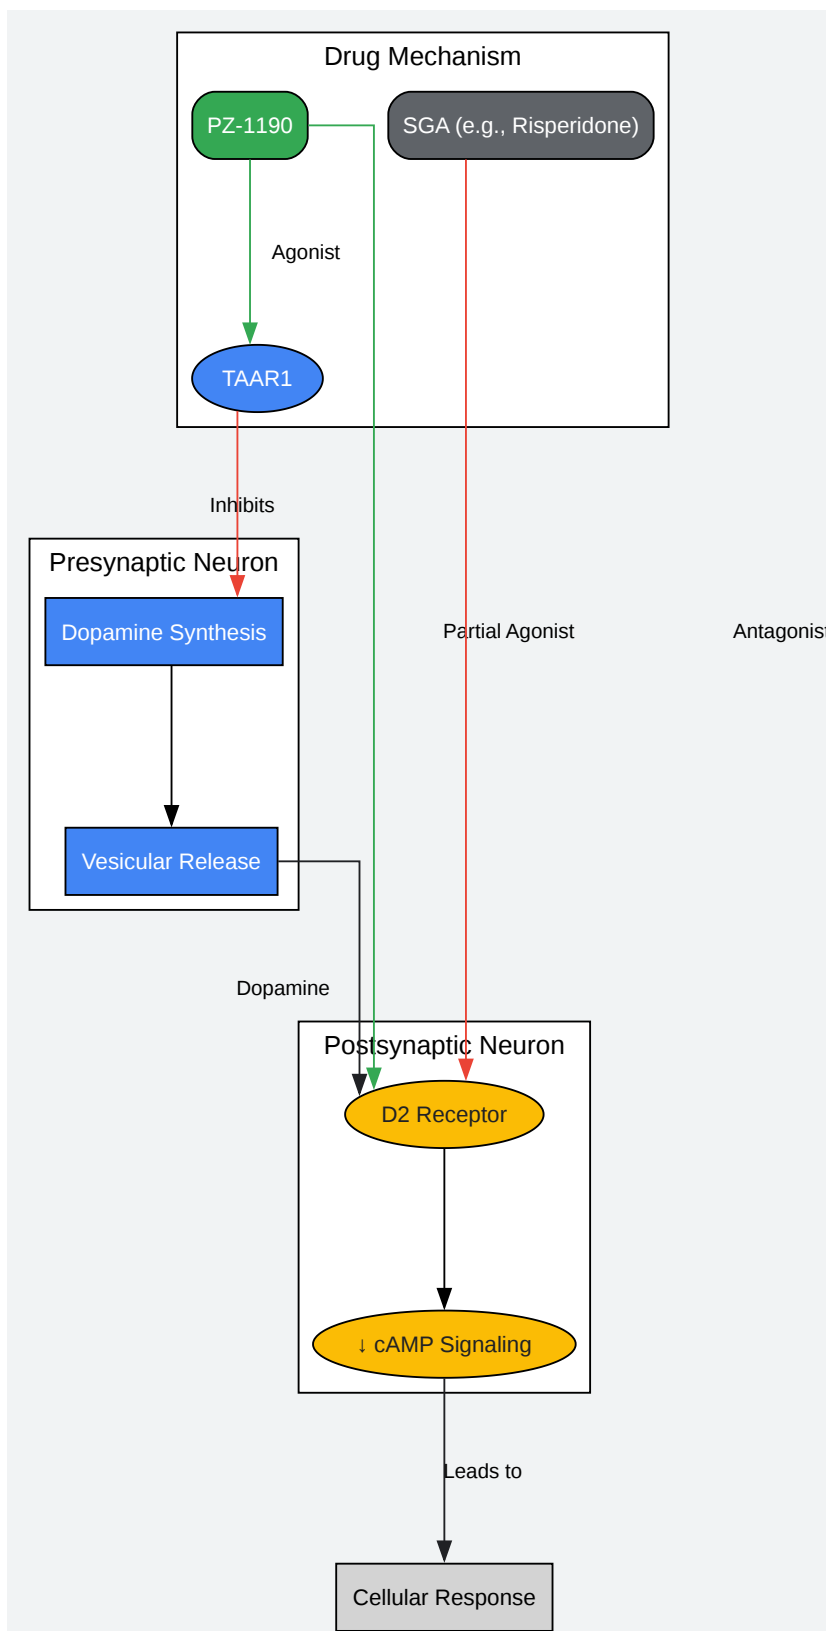 Drug Mechanism
PZ-1190
SGA (e.g., Risperidone)
Agonist
TAAR1
Inhibits
Presynaptic Neuron
Dopamine Synthesis
Partial Agonist
Antagonist
Vesicular Release
Dopamine
Postsynaptic Neuron
D2 Receptor
↓ cAMP Signaling
Leads to
Cellular Response